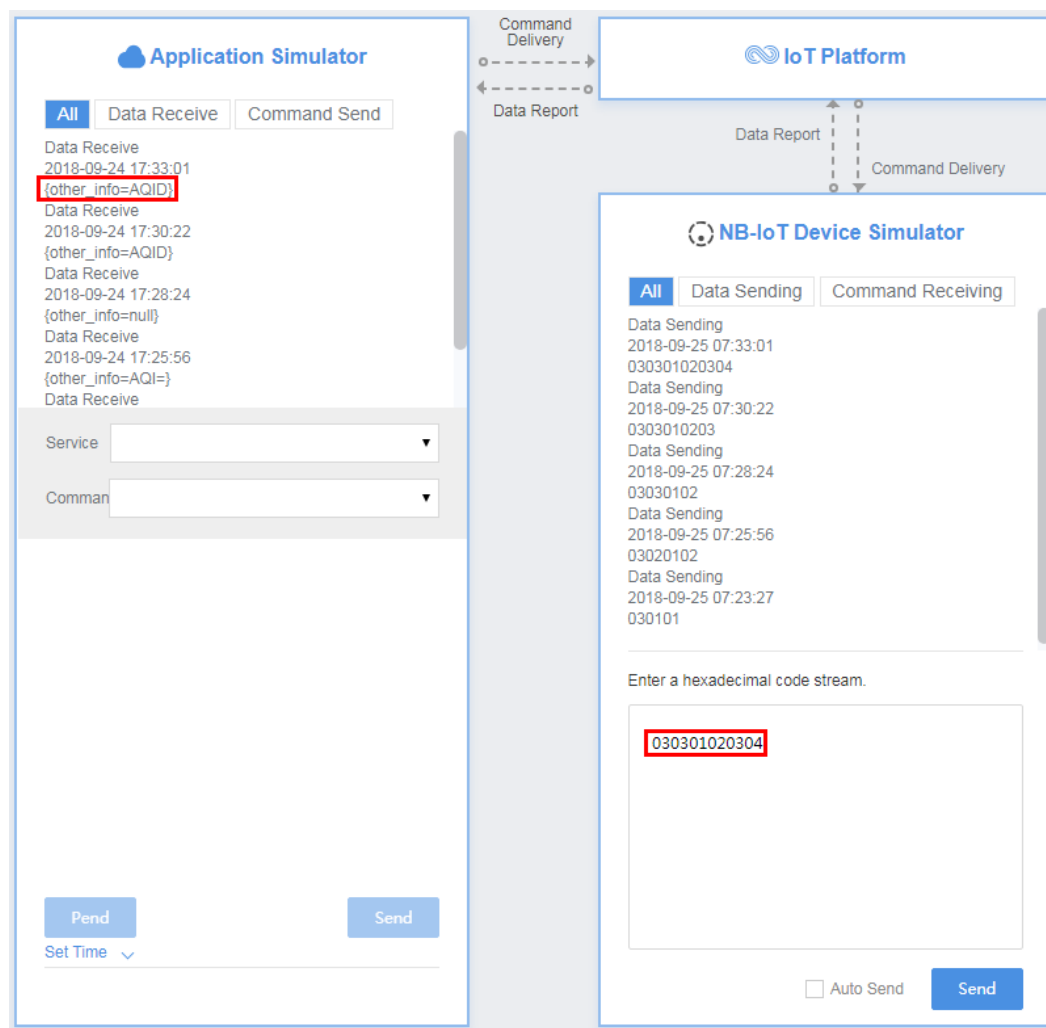 Application Simulator
All Data Receive Command Send
Data Receive
2018-09-24 17:33:01
{other_info=AQID}
Data Receive
2018-09-24 17:30:22
{other_info=AQID}
Data Receive
2018-09-24 17:28:24
{other_info=null}
Data Receive
2018-09-24 17:25:56
{other_info=AQI=}
Data Receive
Service
Comman
Pend Send
Set Time
Command
Delivery
Data Report
IoT Platform
Data Report
Command Delivery
NB-IoT Device Simulator
All Data Sending Command Receiving
Data Sending
2018-09-25 07:33:01
030301020304
Data Sending
2018-09-25 07:30:22
0303010203
Data Sending
2018-09-25 07:28:24
03030102
Data Sending
2018-09-25 07:25:56
03020102
Data Sending
2018-09-25 07:23:27
030101
Enter a hexadecimal code stream.
030301020304
Auto Send Send